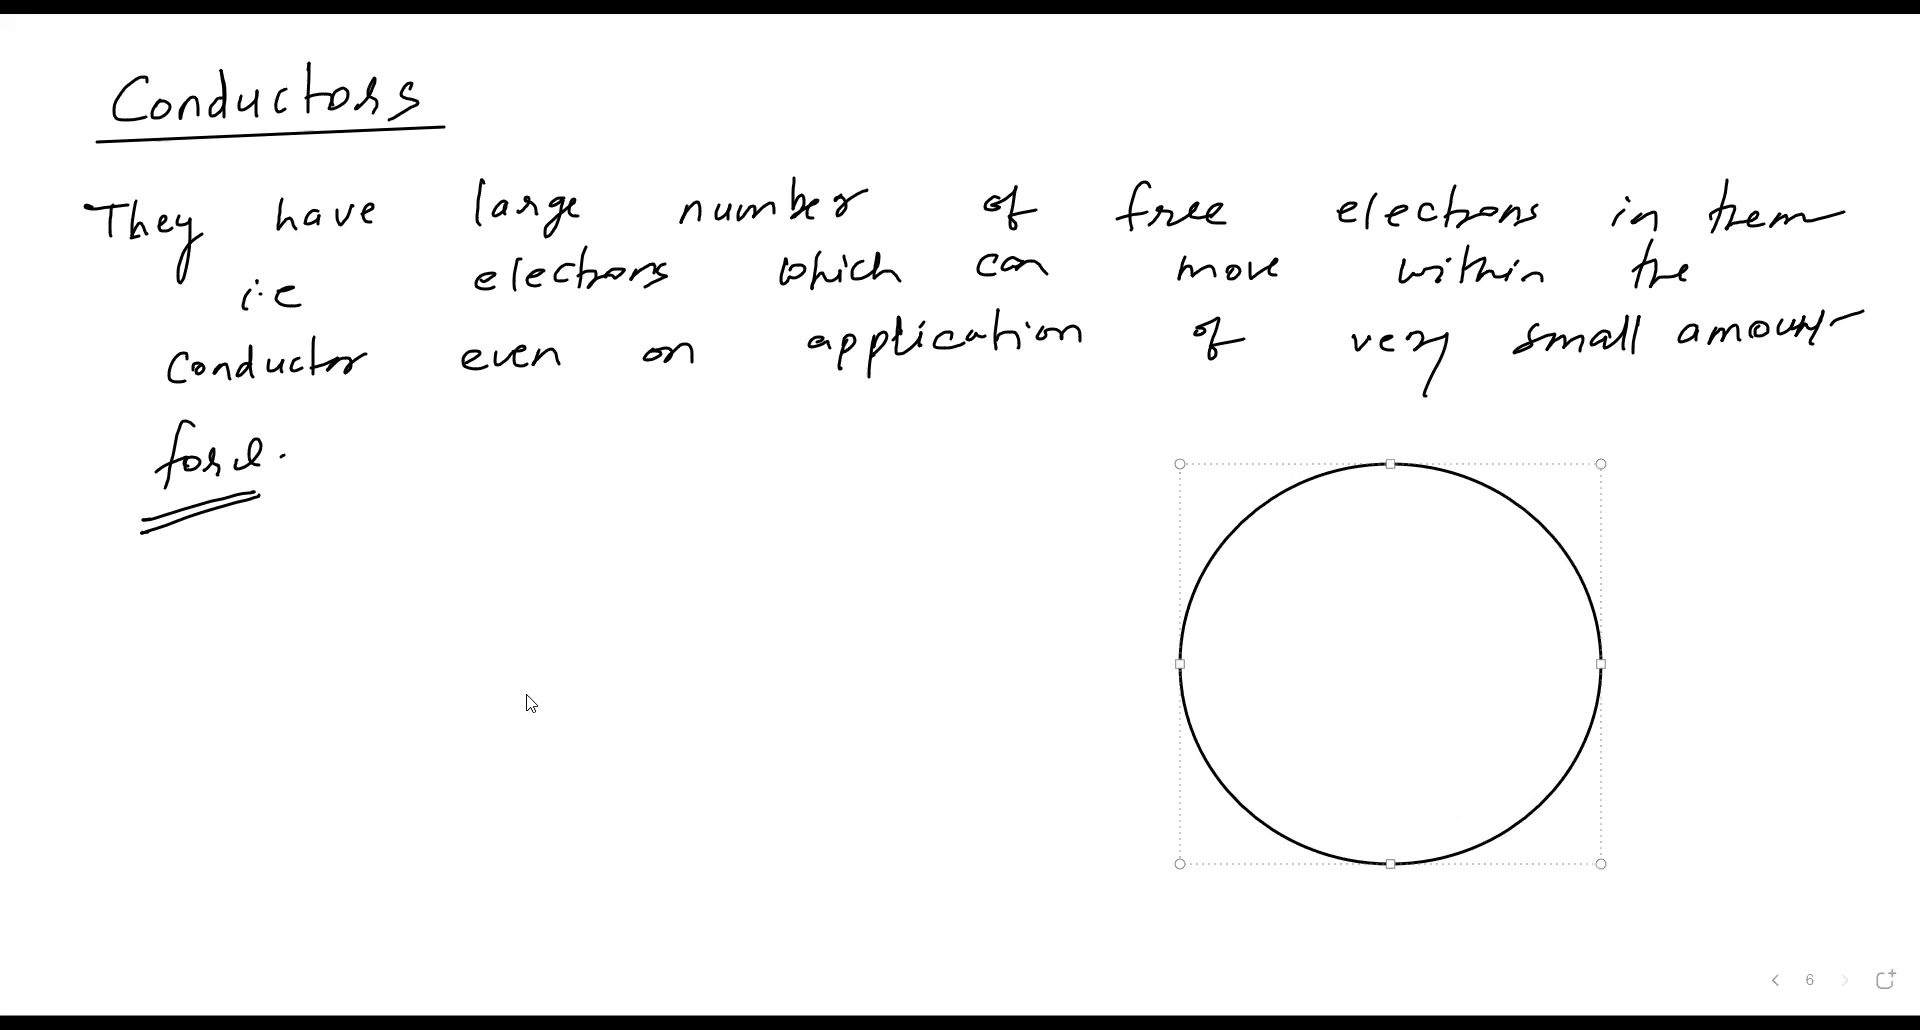 Conductors
They have large number of free electrons in them
i.e electrons which can move within the
conductor even on application of very small amount
force.
6